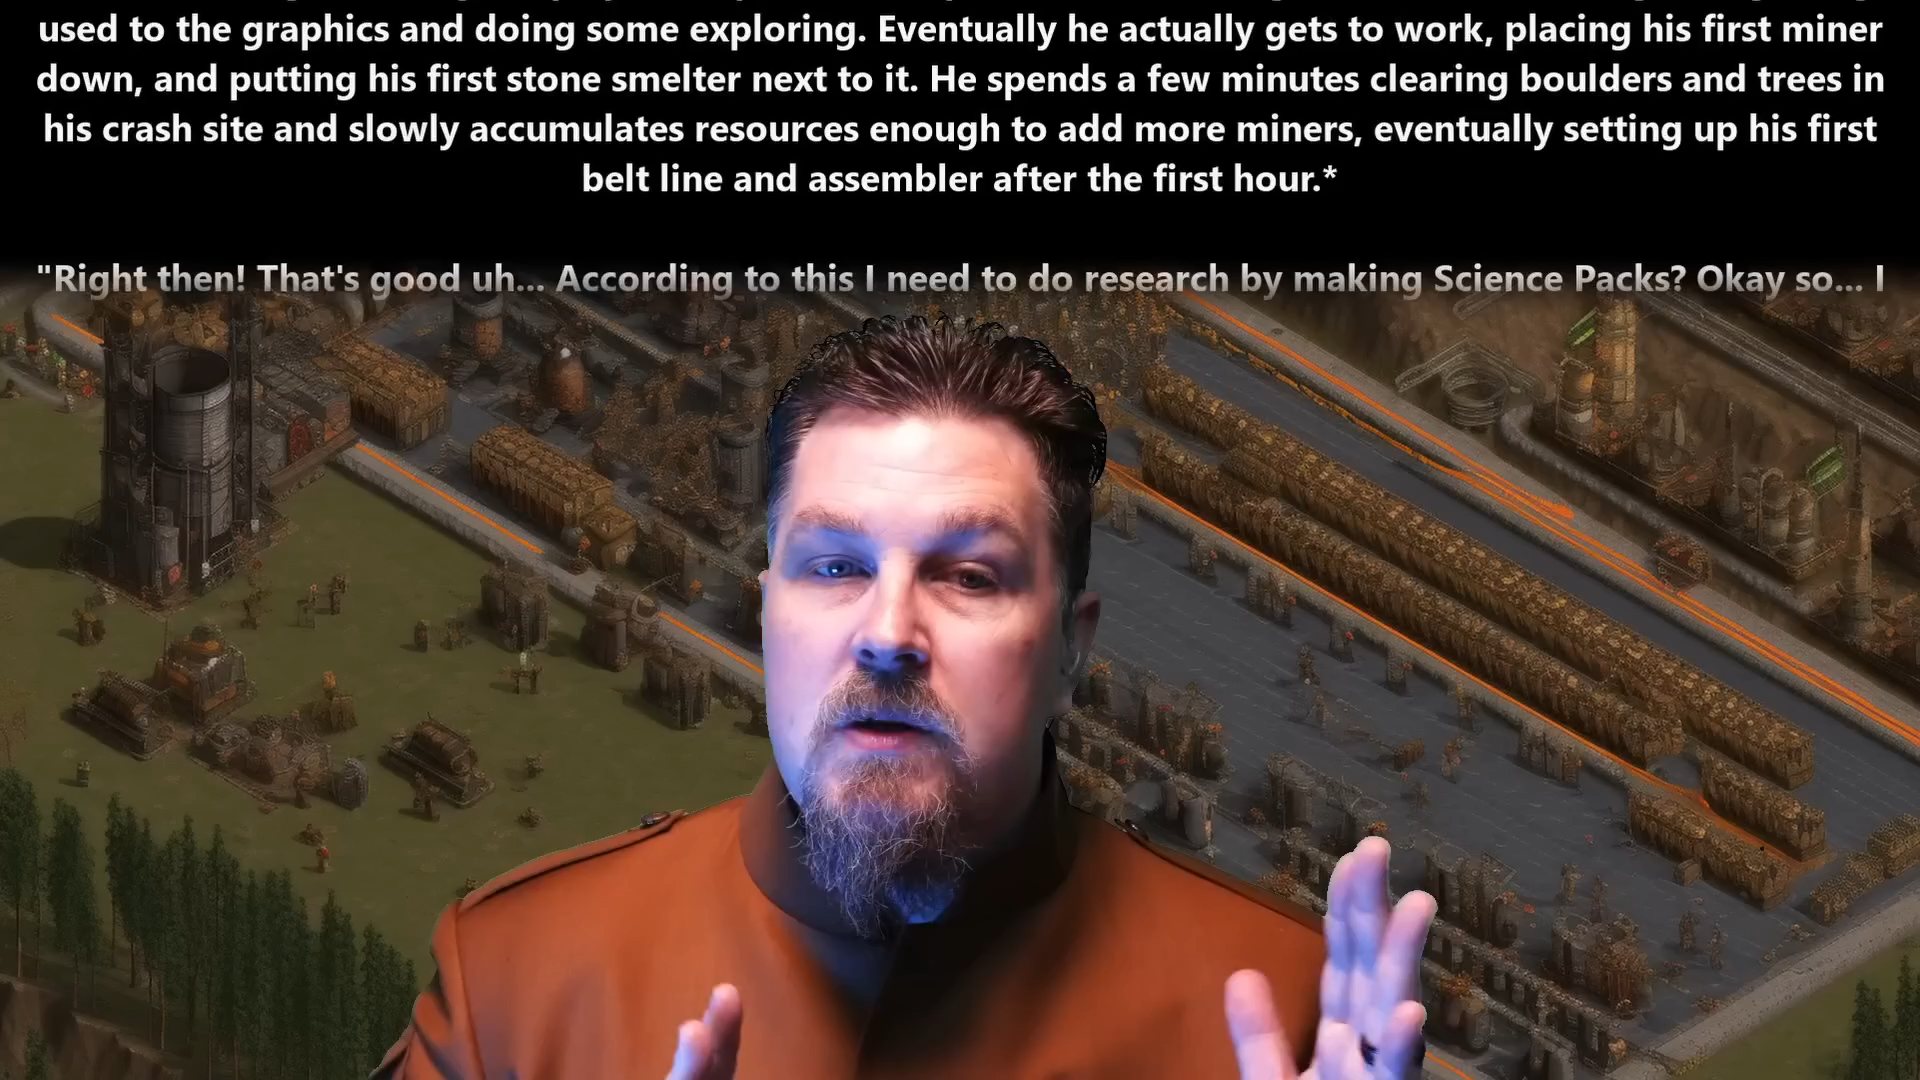 used to the graphics and doing some exploring. Eventually he actually gets to work, placing his first miner
down, and putting his first stone smelter next to it. He spends a few minutes clearing boulders and trees in
his crash site and slowly accumulates resources enough to add more miners, eventually setting up his first
belt line and assembler after the first hour.*
"Right then! That's good uh... According to this I need to do research by making Science Packs? Okay so... I